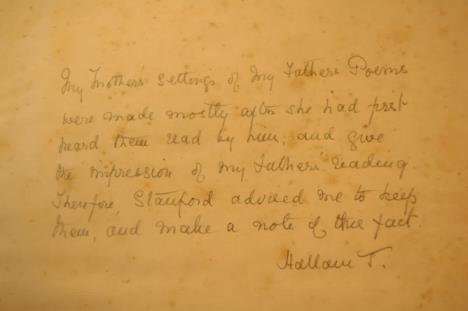 My Mother's Settings of My Father's Poems
were made mostly after she had first
heard them read by him, and give
the impression of my Father's reading
Therefore Stanford advised me to keep
them, and make a note of this fact
Hallam T.